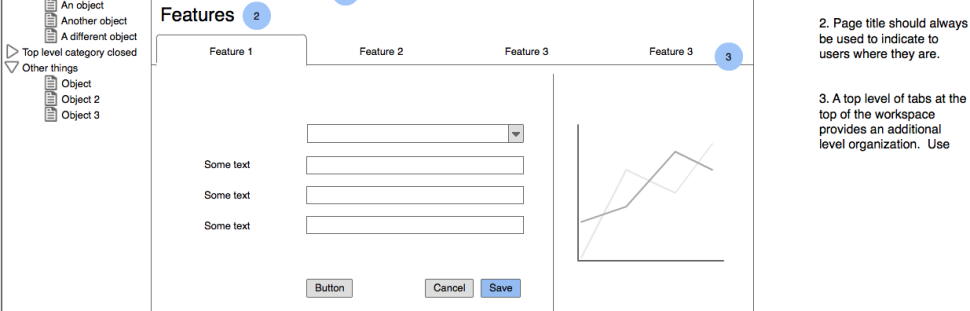 An object
Another object
A different object
Top level category closed
Other things
Object
Object 2
Object 3
Features 2
Feature 1 Feature 2 Feature 3 Feature 3 3
Some text
Some text
Some text
Button Cancel Save
2. Page title should always
be used to indicate to
users where they are.
3. A top level of tabs at the
top of the workspace
provides an additional
level organization. Use